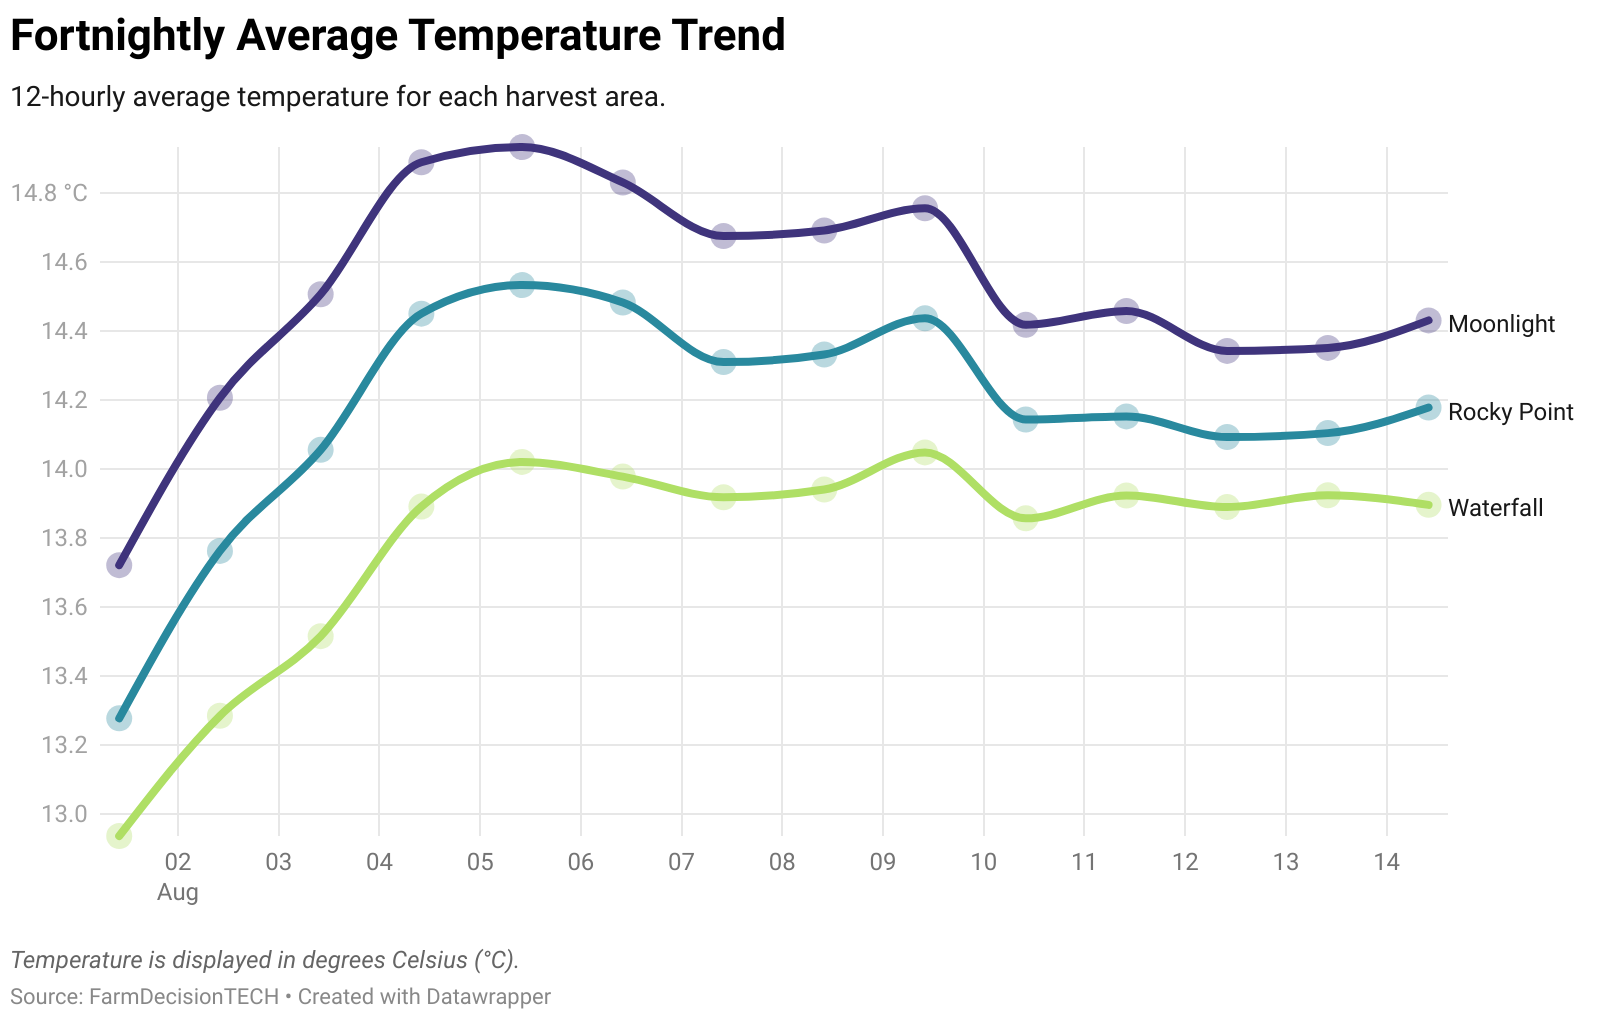 Fortnightly Average Temperature Trend
12-hourly average temperature for each harvest area.
14.8 °C
14.6
14.4
14.2
14.0
13.8
13.6
13.4
13.2
13.0
Moonlight
Rocky Point
Waterfall
02 03 04 05 06 07 08 09 10 11 12 13 14
Aug
Temperature is displayed in degrees Celsius (°C).
Source: FarmDecisionTECH • Created with Datawrapper